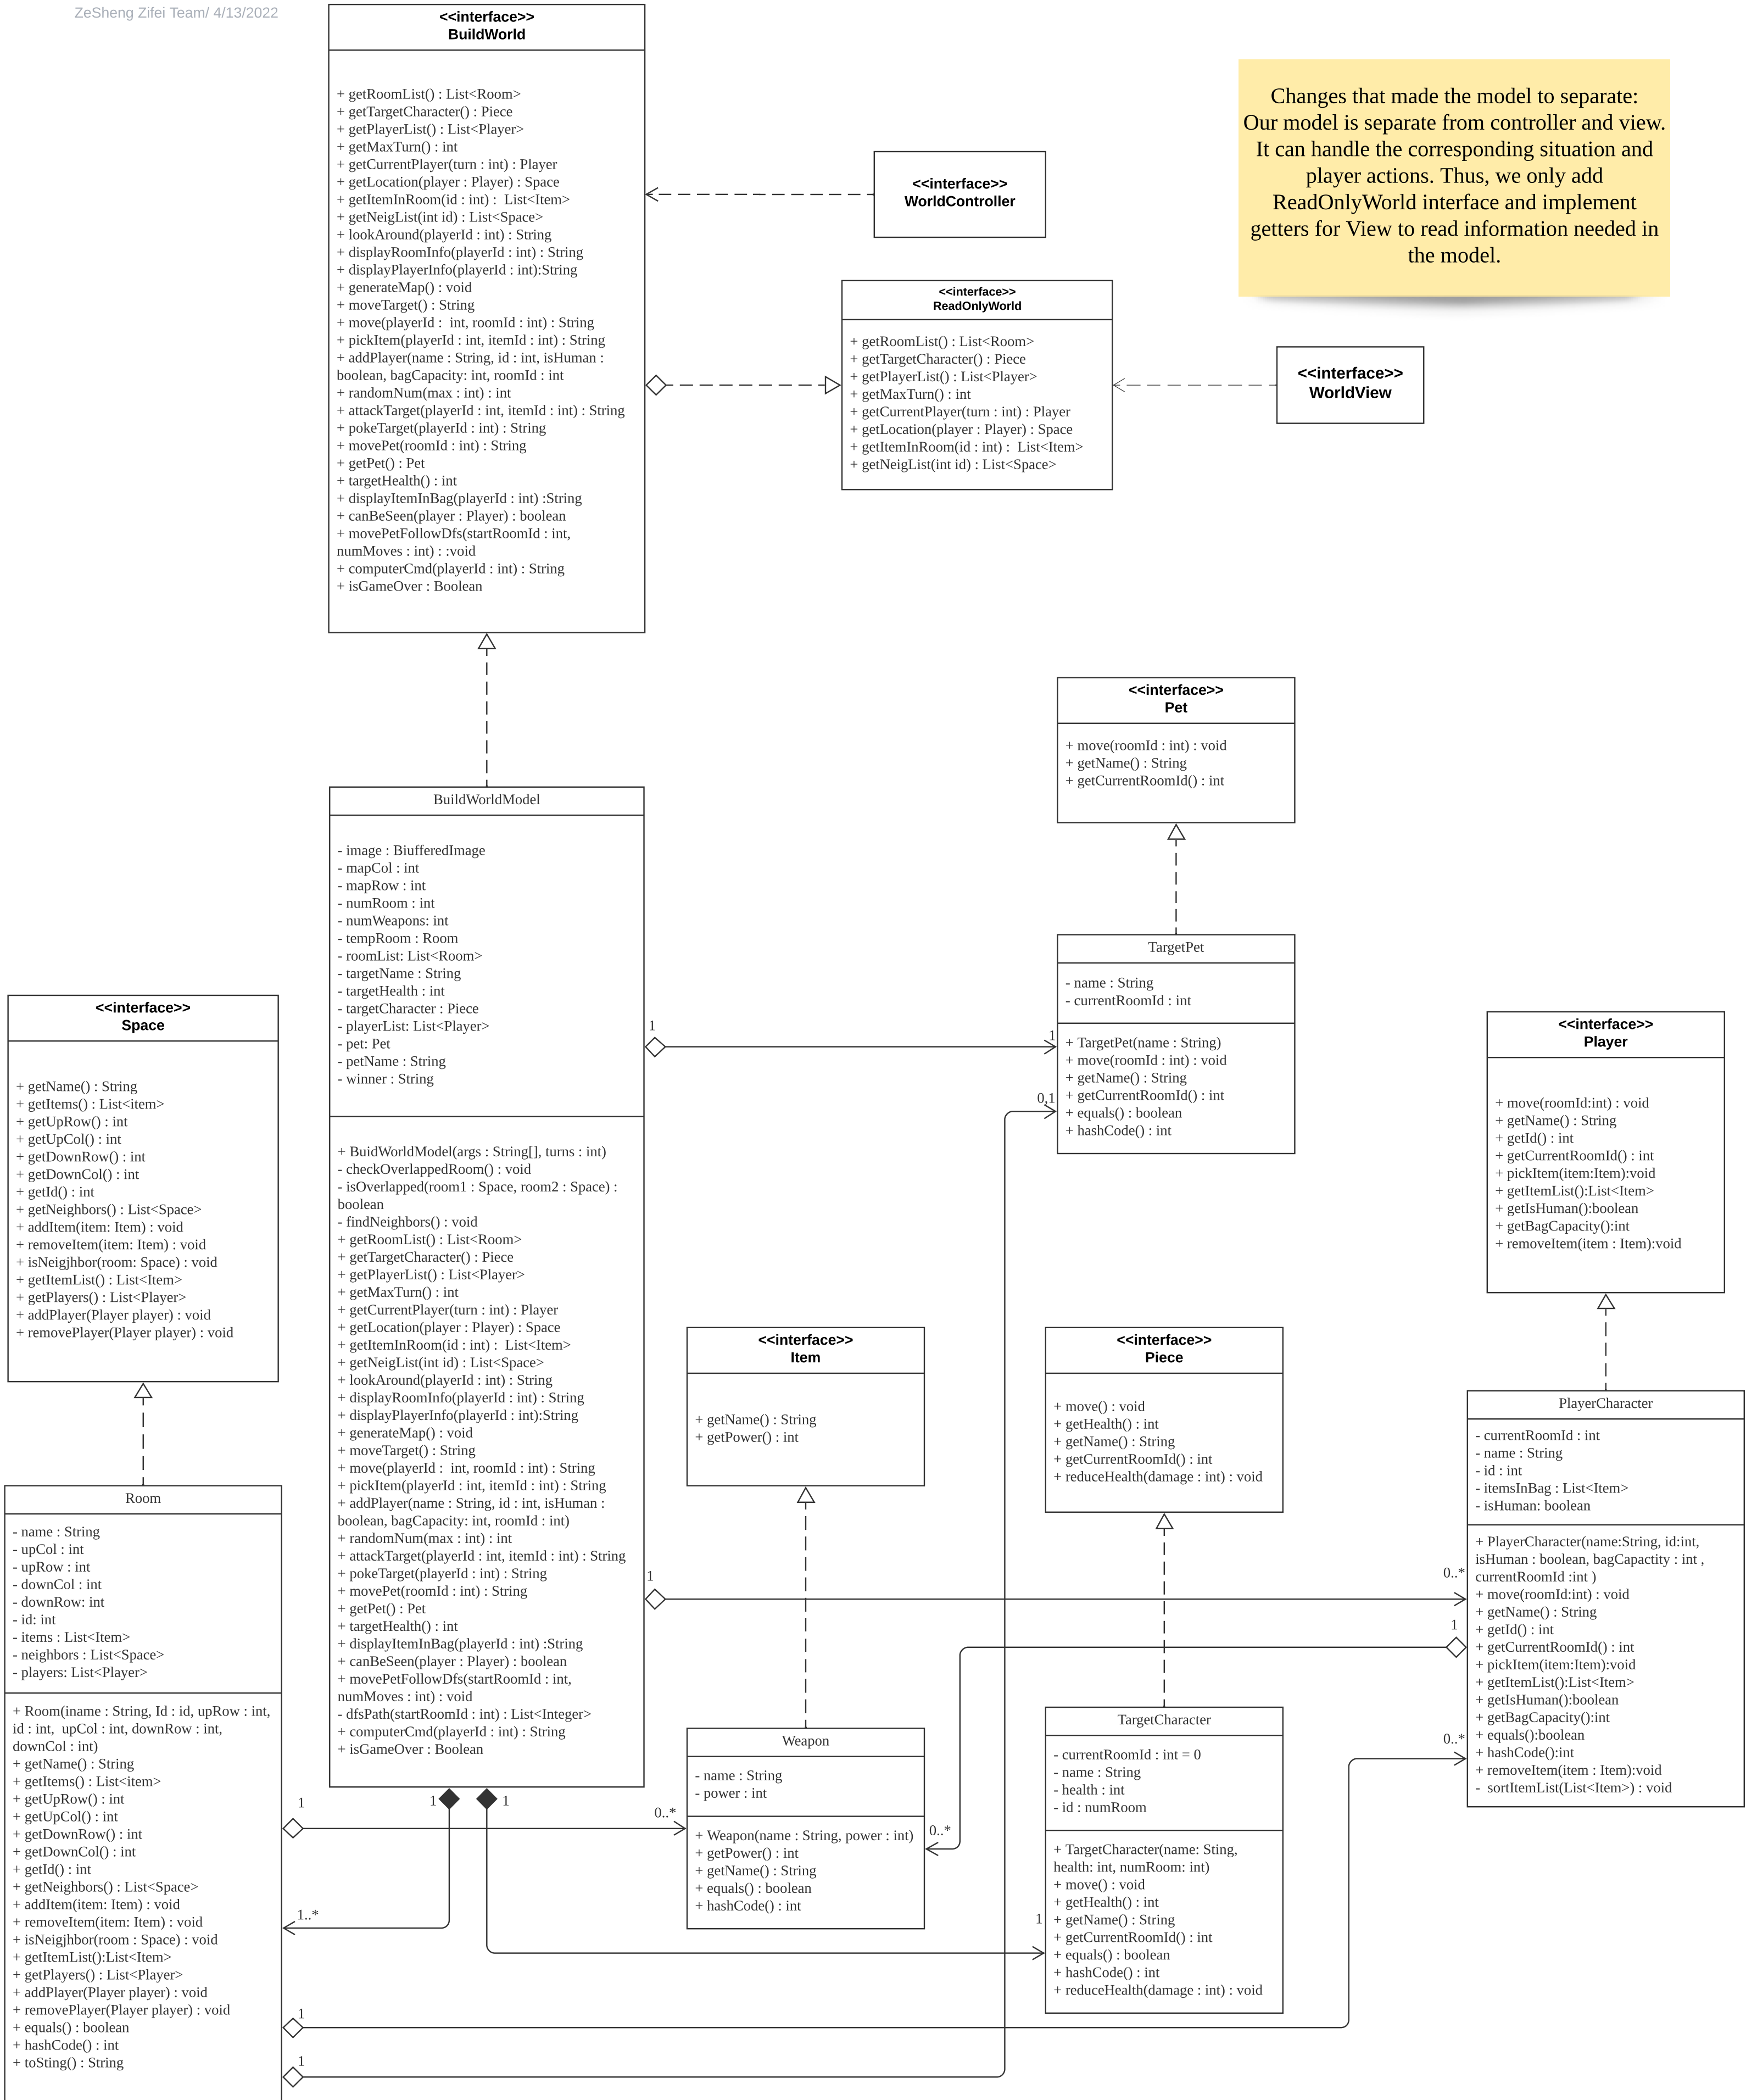 ZeSheng Zifei Team/ 4/13/2022
<<interface>>
BuildWorld
+ getRoomList() : List<Room>
+ getTargetCharacter() : Piece
+ getPlayerList() : List<Player>
+ getMaxTurn() : int
+ getCurrentPlayer(turn : int) : Player
+ getLocation(player : Player) : Space
+ getItemInRoom(id : int) :  List<Item>
+ getNeigList(int id) : List<Space>
+ lookAround(playerId : int) : String
+ displayRoomInfo(playerId : int) : String
+ displayPlayerInfo(playerId : int):String
+ generateMap() : void
+ moveTarget() : String
+ move(playerId :  int, roomId : int) : String
+ pickItem(playerId : int, itemId : int) : String
+ addPlayer(name : String, id : int, isHuman :
boolean, bagCapacity: int, roomId : int
+ randomNum(max : int) : int
+ attackTarget(playerId : int, itemId : int) : String
+ pokeTarget(playerId : int) : String
+ movePet(roomId : int) : String
+ getPet() : Pet
+ targetHealth() : int
+ displayItemInBag(playerId : int) :String
+ canBeSeen(player : Player) : boolean
+ movePetFollowDfs(startRoomId : int,
numMoves : int) : :void
+ computerCmd(playerId : int) : String
+ isGameOver : Boolean
<<interface>>
WorldController
Changes that made the model to separate:
Our model is separate from controller and view.
It can handle the corresponding situation and
player actions. Thus, we only add
ReadOnlyWorld interface and implement
getters for View to read information needed in
the model.
<<interface>>
ReadOnlyWorld
+ getRoomList() : List<Room>
+ getTargetCharacter() : Piece
+ getPlayerList() : List<Player>
+ getMaxTurn() : int
+ getCurrentPlayer(turn : int) : Player
+ getLocation(player : Player) : Space
+ getItemInRoom(id : int) :  List<Item>
+ getNeigList(int id) : List<Space>
<<interface>>
WorldView
<<interface>>
Pet
+ move(roomId : int) : void
+ getName() : String
+ getCurrentRoomId() : int
BuildWorldModel
- image : BiufferedImage
- mapCol : int
- mapRow : int
- numRoom : int
- numWeapons: int
- tempRoom : Room
- roomList: List<Room>
- targetName : String
- targetHealth : int
- targetCharacter : Piece
- playerList: List<Player>
- pet: Pet
- petName : String
- winner : String
+ BuidWorldModel(args : String[], turns : int)
- checkOverlappedRoom() : void
- isOverlapped(room1 : Space, room2 : Space) :
boolean
- findNeighbors() : void
+ getRoomList() : List<Room>
+ getTargetCharacter() : Piece
+ getPlayerList() : List<Player>
+ getMaxTurn() : int
+ getCurrentPlayer(turn : int) : Player
+ getLocation(player : Player) : Space
+ getItemInRoom(id : int) :  List<Item>
+ getNeigList(int id) : List<Space>
+ lookAround(playerId : int) : String
+ displayRoomInfo(playerId : int) : String
+ displayPlayerInfo(playerId : int):String
+ generateMap() : void
+ moveTarget() : String
+ move(playerId :  int, roomId : int) : String
+ pickItem(playerId : int, itemId : int) : String
+ addPlayer(name : String, id : int, isHuman :
boolean, bagCapacity: int, roomId : int)
+ randomNum(max : int) : int
+ attackTarget(playerId : int, itemId : int) : String
+ pokeTarget(playerId : int) : String
+ movePet(roomId : int) : String
+ getPet() : Pet
+ targetHealth() : int
+ displayItemInBag(playerId : int) :String
+ canBeSeen(player : Player) : boolean
+ movePetFollowDfs(startRoomId : int,
numMoves : int) : void
- dfsPath(startRoomId : int) : List<Integer>
+ computerCmd(playerId : int) : String
+ isGameOver : Boolean
TargetPet
- name : String
- currentRoomId : int
+ TargetPet(name : String)
+ move(roomId : int) : void
+ getName() : String
+ getCurrentRoomId() : int
+ equals() : boolean
+ hashCode() : int
1
1
0,1
<<interface>>
Space
+ getName() : String
+ getItems() : List<item>
+ getUpRow() : int
+ getUpCol() : int
+ getDownRow() : int
+ getDownCol() : int
+ getId() : int
+ getNeighbors() : List<Space>
+ addItem(item: Item) : void
+ removeItem(item: Item) : void
+ isNeigjhbor(room: Space) : void
+ getItemList() : List<Item>
+ getPlayers() : List<Player>
+ addPlayer(Player player) : void
+ removePlayer(Player player) : void
<<interface>>
Player
+ move(roomId:int) : void
+ getName() : String
+ getId() : int
+ getCurrentRoomId() : int
+ pickItem(item:Item):void
+ getItemList():List<Item>
+ getIsHuman():boolean
+ getBagCapacity():int
+ removeItem(item : Item):void
<<interface>>
Item
+ getName() : String
+ getPower() : int
<<interface>>
Piece
+ move() : void
+ getHealth() : int
+ getName() : String
+ getCurrentRoomId() : int
+ reduceHealth(damage : int) : void
PlayerCharacter
- currentRoomId : int
- name : String
- id : int
- itemsInBag : List<Item>
- isHuman: boolean
+ PlayerCharacter(name:String, id:int,
isHuman : boolean, bagCapactity : int ,
currentRoomId :int )
+ move(roomId:int) : void
+ getName() : String
+ getId() : int
+ getCurrentRoomId() : int
+ pickItem(item:Item):void
+ getItemList():List<Item>
+ getIsHuman():boolean
+ getBagCapacity():int
+ equals():boolean
+ hashCode():int
+ removeItem(item : Item):void
-  sortItemList(List<Item>) : void
1
0..*
1
0..*
Room
- name : String
- upCol : int
- upRow : int
- downCol : int
- downRow: int
- id: int
- items : List<Item>
- neighbors : List<Space>
- players: List<Player>
+ Room(iname : String, Id : id, upRow : int,
id : int,  upCol : int, downRow : int,
downCol : int)
+ getName() : String
+ getItems() : List<item>
+ getUpRow() : int
+ getUpCol() : int
+ getDownRow() : int
+ getDownCol() : int
+ getId() : int
+ getNeighbors() : List<Space>
+ addItem(item: Item) : void
+ removeItem(item: Item) : void
+ isNeigjhbor(room : Space) : void
+ getItemList():List<Item>
+ getPlayers() : List<Player>
+ addPlayer(Player player) : void
+ removePlayer(Player player) : void
+ equals() : boolean
+ hashCode() : int
+ toSting() : String
Weapon
- name : String
- power : int
+ Weapon(name : String, power : int)
+ getPower() : int
+ getName() : String
+ equals() : boolean
+ hashCode() : int
TargetCharacter
- currentRoomId : int = 0
- name : String
- health : int
- id : numRoom
+ TargetCharacter(name: Sting,
health: int, numRoom: int)
+ move() : void
+ getHealth() : int
+ getName() : String
+ getCurrentRoomId() : int
+ equals() : boolean
+ hashCode() : int
+ reduceHealth(damage : int) : void
1
1
1
0..*
0..*
1..*
1
1
1